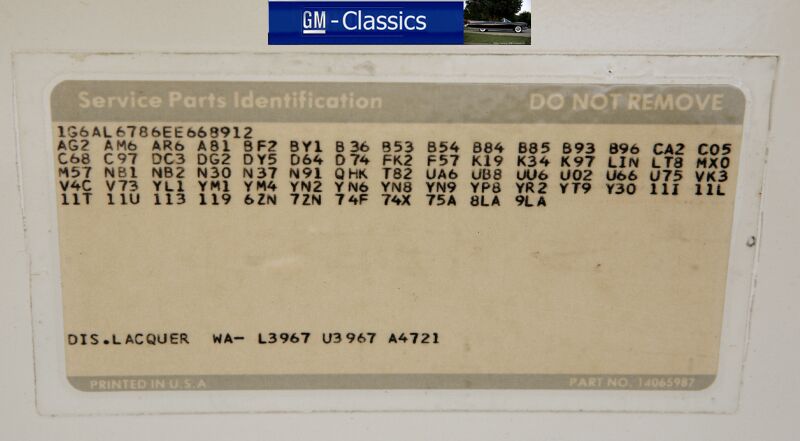 GM-Classics
Service Parts Identification DO NOT REMOVE
1G6AL6786EE668912
AG2 AM6 AR6 A81 BF2 BY1 B36 B53 B54 B84 B85 B93 B96 CA2 C05
C68 C97 DC3 DG2 DY5 D64 D74 FK2 F57 K19 K34 K97 LIN LT8 MX0
M57 NB1 NB2 N30 N37 N91 QHK T82 UA6 UB8 UU6 U02 U66 U75 VK3
V4C V73 YL1 YM1 YM4 YN2 YN6 YN8 YN9 YP8 YR2 YT9 Y30 11I 11L
11T 11U 113 119 6ZN 7ZN 74F 74X 75A 8LA 9LA
DIS.LACQUER WA- L3967 U3967 A4721
PRINTED IN U.S.A PART NO. 14065987